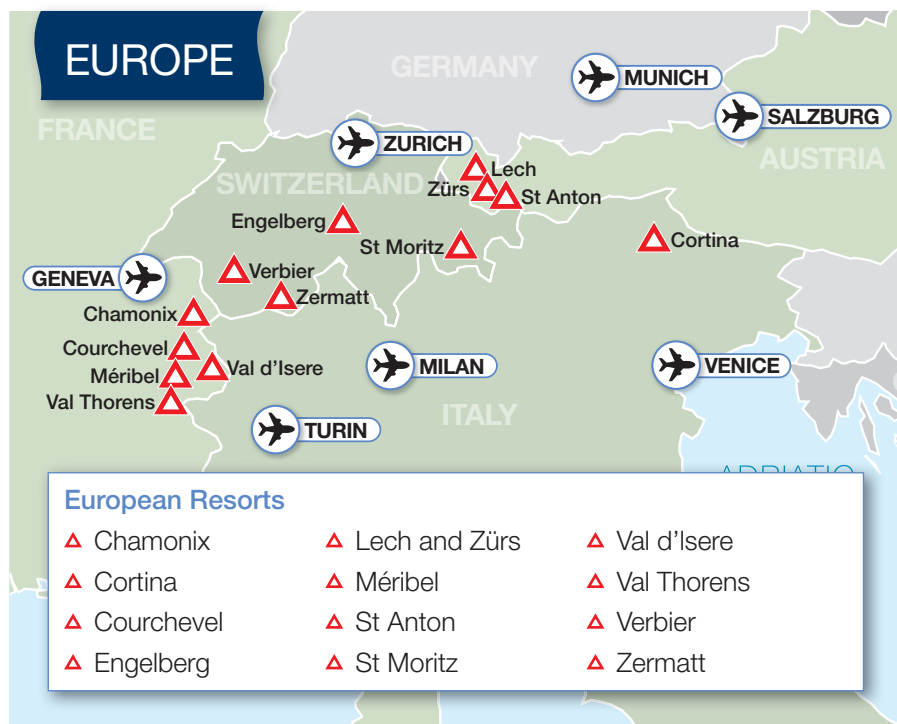 EUROPE
GERMANY
MUNICH
SALZBURG
FRANCE
ZURICH
AUSTRIA
SWITZERLAND
Lech
Zürs
St Anton
Engelberg
St Moritz
Cortina
GENEVA
Verbier
Zermatt
Chamonix
Courchevel
Val d'Isere
Méribel
MILAN
VENICE
Val Thorens
ITALY
TURIN
ADRIATIC
European Resorts
Chamonix
Cortina
Courchevel
Engelberg
Lech and Zürs
Méribel
St Anton
St Moritz
Val d'Isere
Val Thorens
Verbier
Zermatt